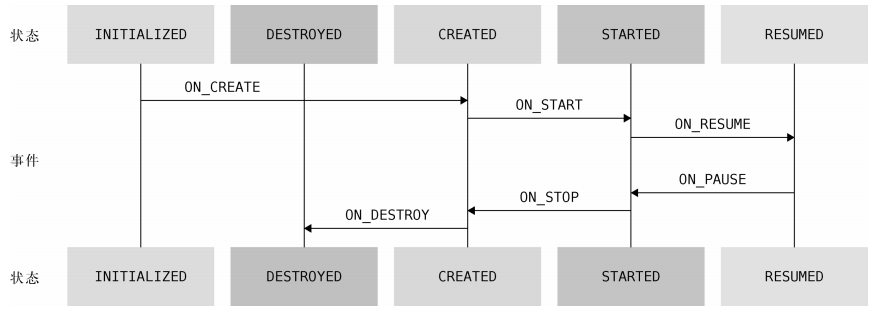 状态 INITIALIZED DESTROYED CREATED STARTED RESUMED
ON_CREATE
ON_START
ON_RESUME
事件
ON_PAUSE
ON_STOP
ON_DESTROY
状态 INITIALIZED DESTROYED CREATED STARTED RESUMED